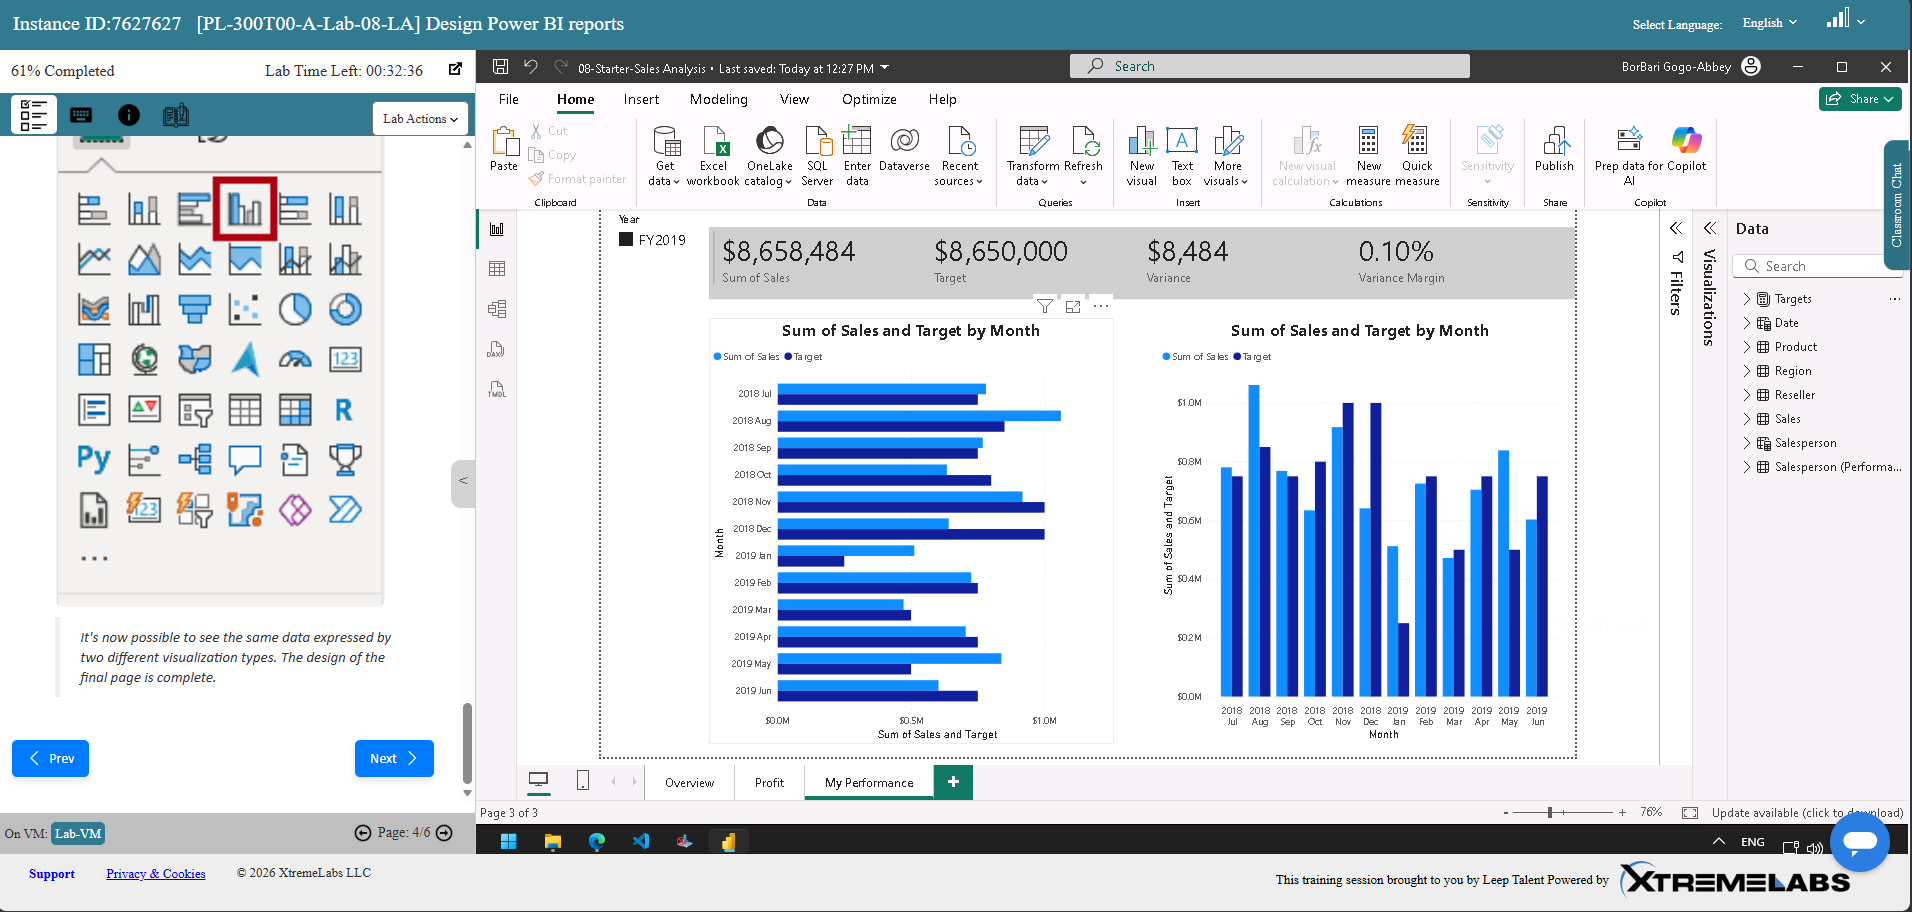 Instance ID:7627627 [PL-300T00-A-Lab-08-LA] Design Power BI reports
Select Language: English
61% Completed
Lab Time Left: 00:32:36
Lab Actions
123
R
Py
123
It's now possible to see the same data expressed by
two different visualization types. The design of the
final page is complete.
Prev
Next
On VM: Lab-VM
Page: 4/6
Support
Privacy & Cookies
© 2026 XtremeLabs LLC
This training session brought to you by Leep Talent Powered by
XTREMELABS
08-Starter-Sales Analysis • Last saved: Today at 12:27 PM
Search
BorBari Gogo-Abbey
File Home Insert Modeling View Optimize Help
Share
Paste
Cut
Copy
Format painter
Clipboard
Get data
Excel workbook
OneLake catalog
SQL Server
Enter data
Dataverse
Recent sources
Data
Transform data
Refresh
Queries
New visual
Text box
More visuals
Insert
New visual calculation
New measure
Quick measure
Calculations
Sensitivity
Sensitivity
Publish
Share
Prep data for AI
Copilot
Copilot
Classroom Chat
DAX
TMDL
Year
FY2019
$8,658,484
Sum of Sales
$8,650,000
Target
$8,484
Variance
0.10%
Variance Margin
Sum of Sales and Target by Month
Sum of Sales Target
Month
2018 Jul
2018 Aug
2018 Sep
2018 Oct
2018 Nov
2018 Dec
2019 Jan
2019 Feb
2019 Mar
2019 Apr
2019 May
2019 Jun
$0.0M $0.5M $1.0M
Sum of Sales and Target
Sum of Sales and Target by Month
Sum of Sales Target
Sum of Sales and Target
$1.0M
$0.8M
$0.6M
$0.4M
$0.2M
$0.0M
2018 2018 2018 2018 2018 2018 2019 2019 2019 2019 2019 2019
Jul Aug Sep Oct Nov Dec Jan Feb Mar Apr May Jun
Month
Filters
Visualizations
Data
Search
Targets
Date
Product
Region
Reseller
Sales
Salesperson
Salesperson (Performa...
Overview
Profit
My Performance
Page 3 of 3
76%
Update available (click to download)
ENG